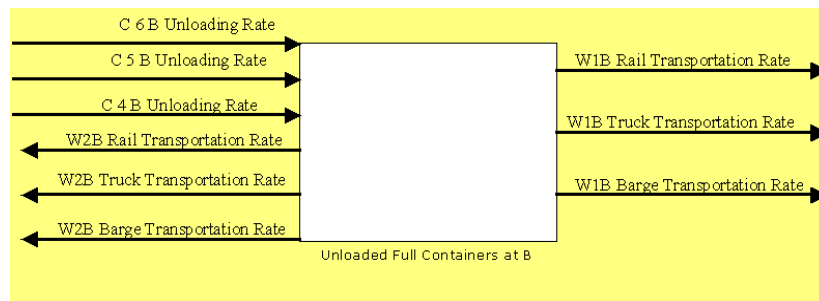 C 6 B Unloading Rate
C 5 B Unloading Rate
C 4 B Unloading Rate
W2B Rail Transportation Rate
W2B Truck Transportation Rate
W2B Barge Transportation Rate
W1B Rail Transportation Rate
W1B Truck Transportation Rate
W1B Barge Transportation Rate
Unloaded Full Containers at B